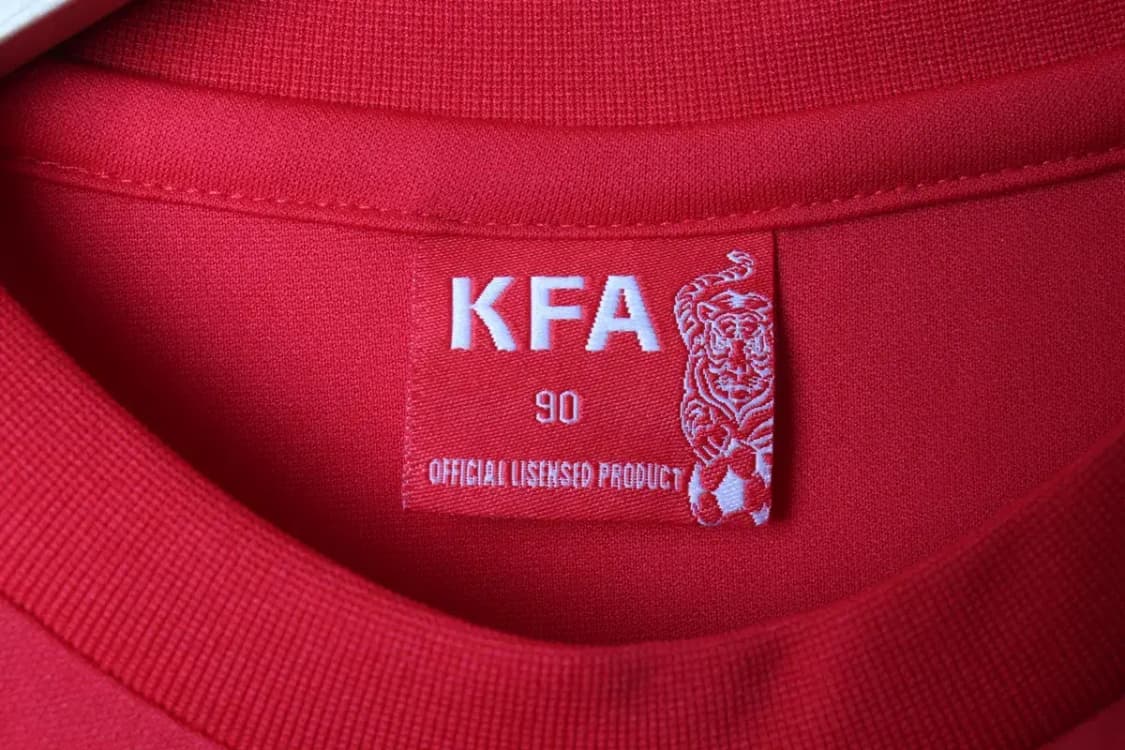 KFA
90
OFFICIAL LISENSED PRODUCT